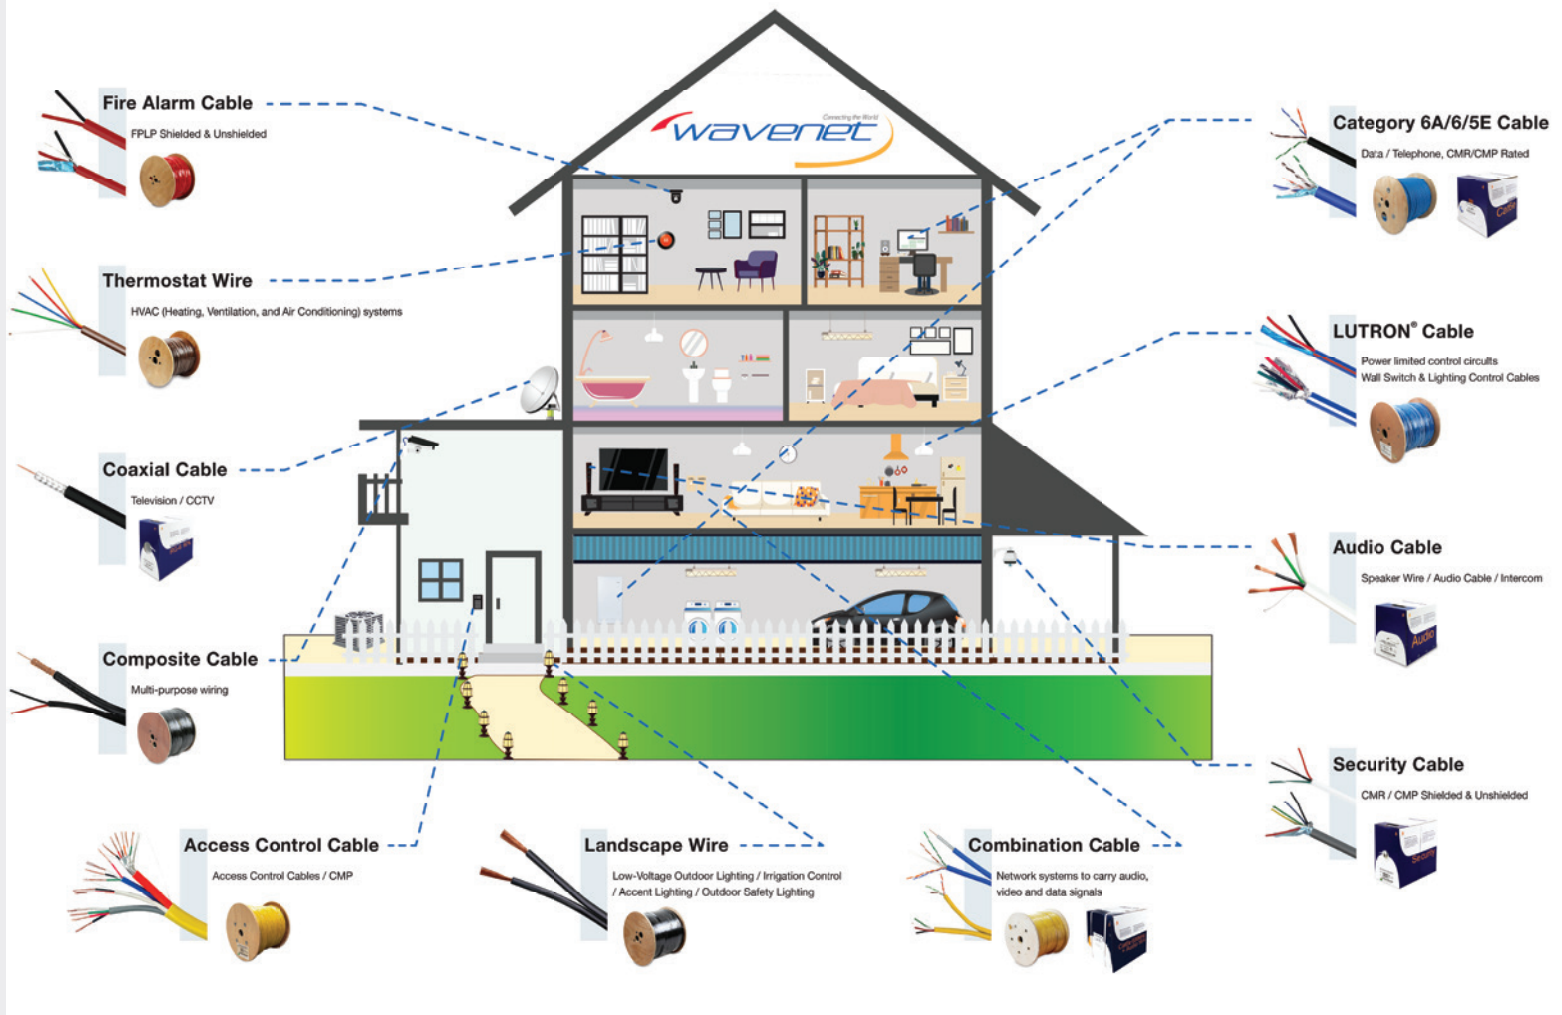 Connecting the World
wavenet
Fire Alarm Cable
FPLP Shielded & Unshielded
Thermostat Wire
HVAC (Heating, Ventilation, and Air Conditioning) systems
Coaxial Cable
Television / CCTV
Composite Cable
Multi-purpose wiring
Access Control Cable
Access Control Cables / CMP
Landscape Wire
Low-Voltage Outdoor Lighting / Irrigation Control
/ Accent Lighting / Outdoor Safety Lighting
Combination Cable
Network systems to carry audio,
video and data signals
Category 6A/6/5E Cable
Data / Telephone, CMR/CMP Rated
LUTRON® Cable
Power limited control circuits
Wall Switch & Lighting Control Cables
Audio Cable
Speaker Wire / Audio Cable / Intercom
Audio
Security Cable
CMR / CMP Shielded & Unshielded
Security